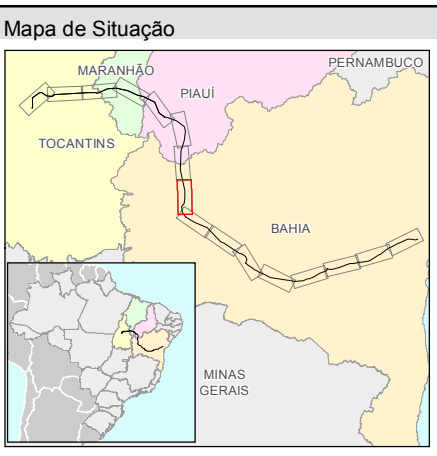 Mapa de Situação
PERNAMBUCO
MARANHÃO
PIAUÍ
TOCANTINS
BAHIA
MINAS
GERAIS